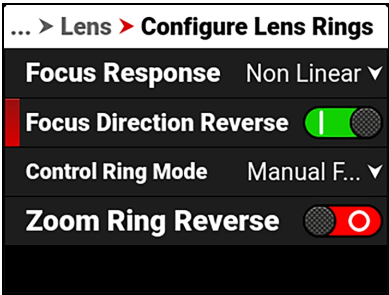 ... > Lens > Configure Lens Rings
Focus Response Non Linear
Focus Direction Reverse
Control Ring Mode Manual F...
Zoom Ring Reverse